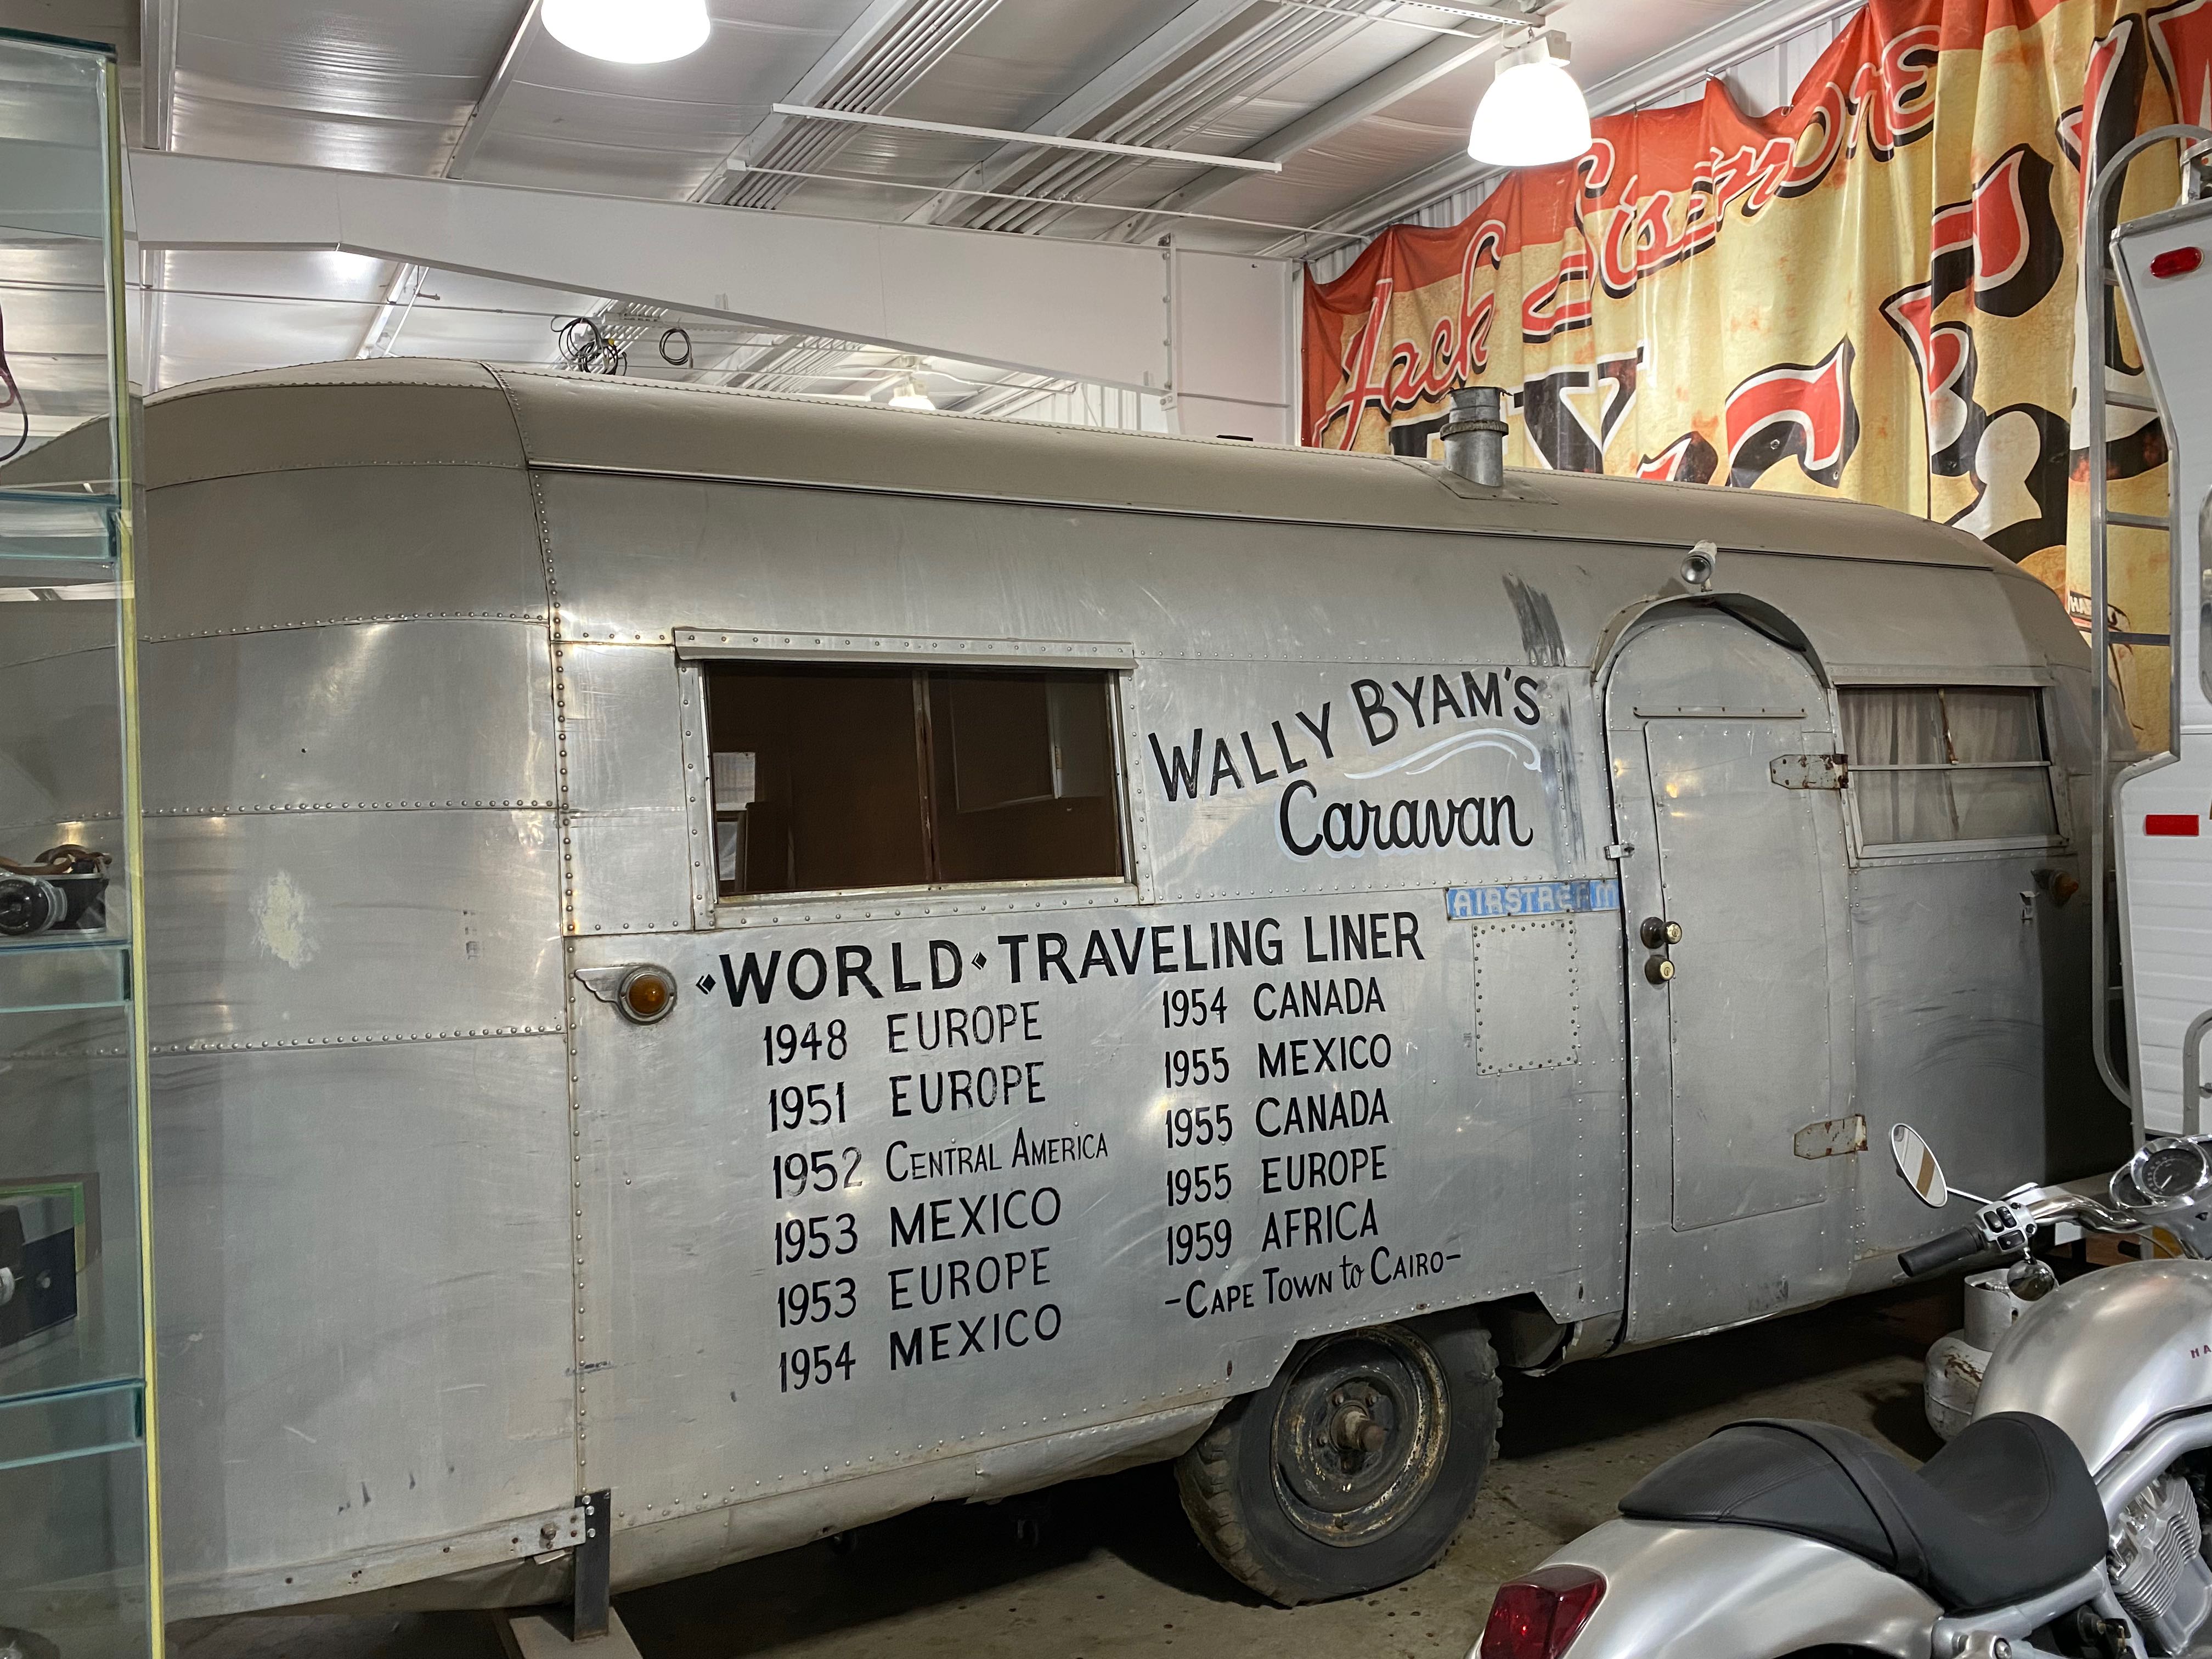 Jack Sisemore
WALLY BYAM'S
Caravan
AIRSTREAM
WORLD TRAVELING LINER
1948 EUROPE
1951 EUROPE
1952 CENTRAL AMERICA
1953 MEXICO
1953 EUROPE
1954 MEXICO
1954 CANADA
1955 MEXICO
1955 CANADA
1955 EUROPE
1959 AFRICA
-CAPE TOWN to CAIRO-